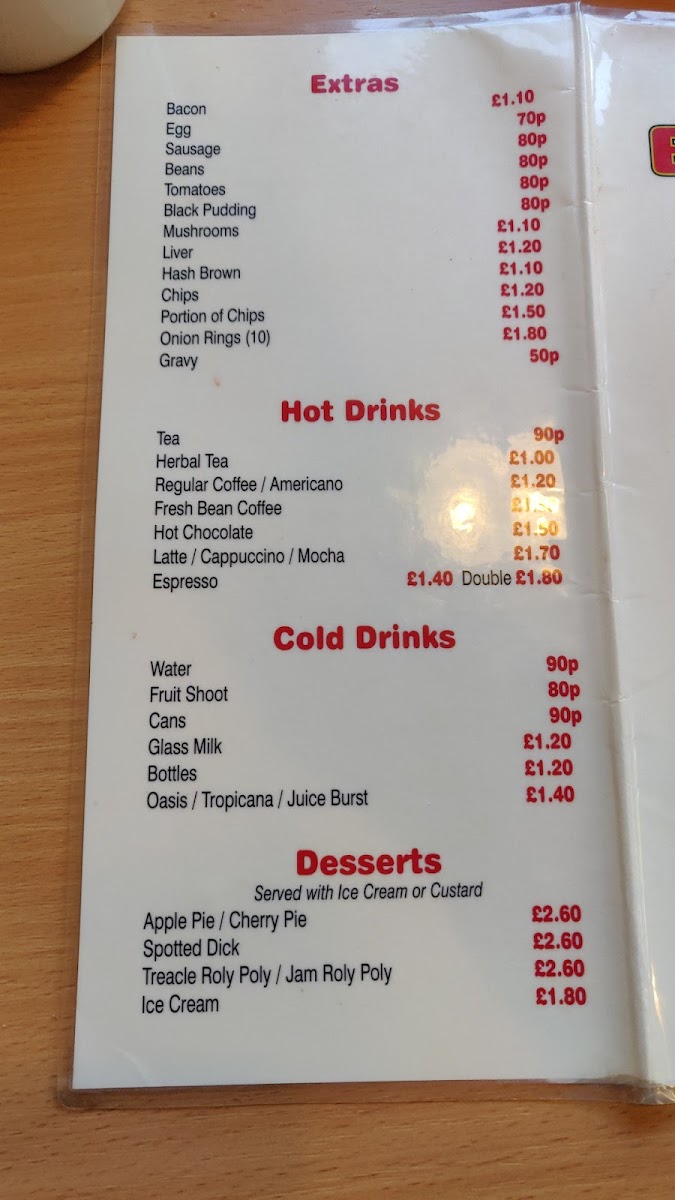 Extras
Bacon £1.10
Egg 70p
Sausage 80p
Beans 80p
Tomatoes 80p
Black Pudding 80p
Mushrooms £1.10
Liver £1.20
Hash Brown £1.10
Chips £1.20
Portion of Chips £1.50
Onion Rings (10) £1.80
Gravy 50p
Hot Drinks
Tea 90p
Herbal Tea £1.00
Regular Coffee / Americano £1.20
Fresh Bean Coffee
Hot Chocolate £1.50
Latte / Cappuccino / Mocha £1.70
Espresso £1.40 Double £1.80
Cold Drinks
Water 90p
Fruit Shoot 80p
Cans 90p
Glass Milk £1.20
Bottles £1.20
Oasis / Tropicana / Juice Burst £1.40
Desserts
Served with Ice Cream or Custard
Apple Pie / Cherry Pie £2.60
Spotted Dick £2.60
Treacle Roly Poly / Jam Roly Poly £2.60
Ice Cream £1.80